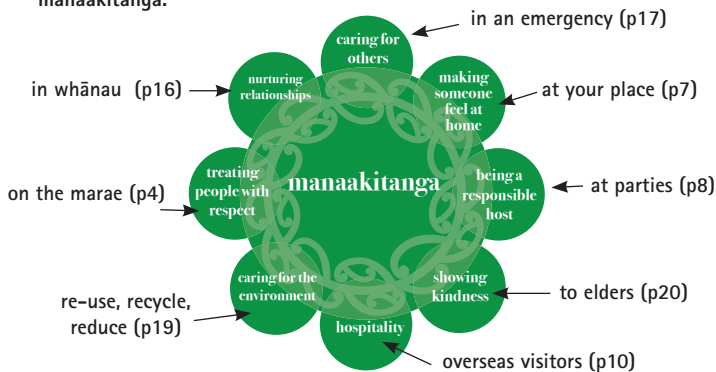 manaakitanga.
in an emergency (p17)
caring for
others
nurturing
relationships
making
someone
feel at
home
in whānau (p16)
at your place (p7)
treating
people with
respect
manaakitanga
being a
responsible
host
on the marae (p4)
at parties (p8)
caring for the
environment
showing
kindness
re-use, recycle,
reduce (p19)
to elders (p20)
hospitality
overseas visitors (p10)